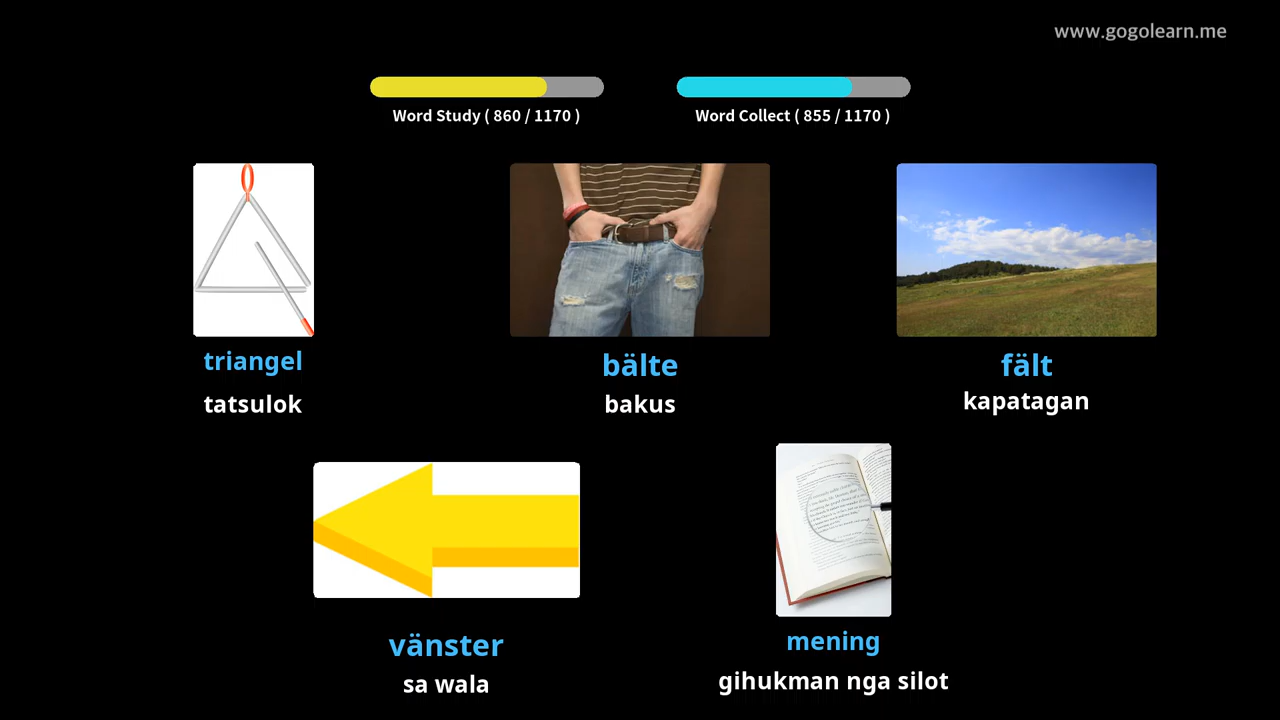 www.gogolearn.me
Word Study ( 860 / 1170 )
Word Collect ( 855 / 1170 )
triangel
tatsulok
bälte
bakus
fält
kapatagan
vänster
sa wala
mening
gihukman nga silot